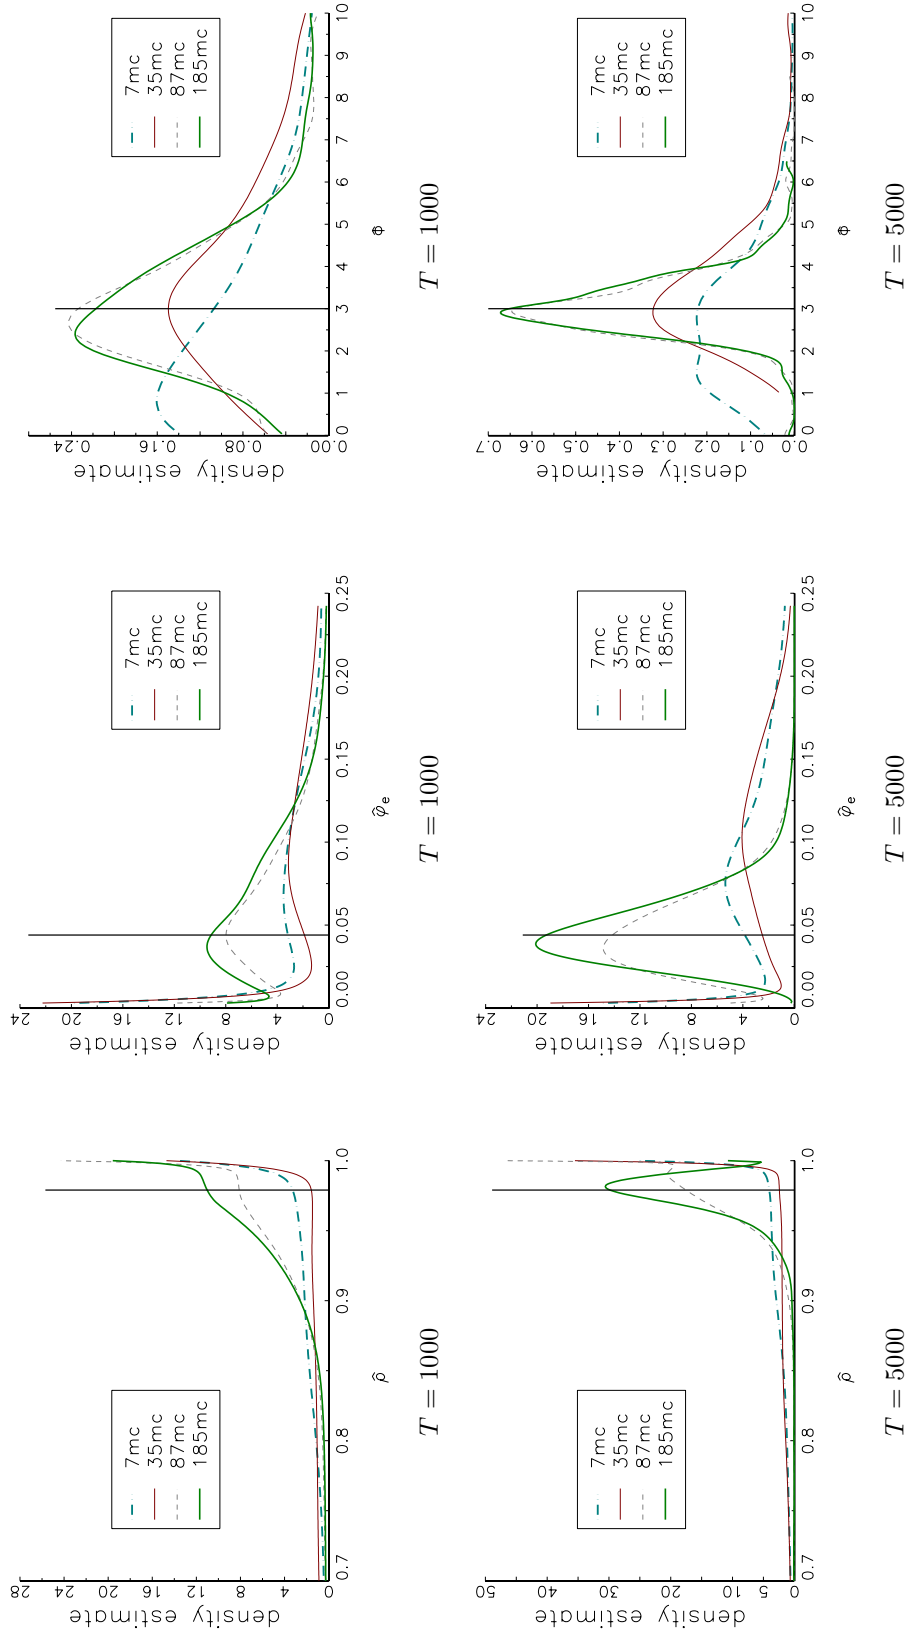 density estimate
28
24
20
16
12
8
4
0
7mc
35mc
87mc
185mc
0.7 0.8 0.9 1.0
ρ̂
T = 1000
density estimate
24
20
16
12
8
4
0
7mc
35mc
87mc
185mc
0.00 0.05 0.10 0.15 0.20 0.25
φ̂e
T = 1000
density estimate
0.24
0.16
0.08
0.00
7mc
35mc
87mc
185mc
0 1 2 3 4 5 6 7 8 9 10
T = 1000
density estimate
50
40
30
20
10
5
0
7mc
35mc
87mc
185mc
0.7 0.8 0.9 1.0
ρ̂
T = 5000
density estimate
24
20
16
12
8
4
0
7mc
35mc
87mc
185mc
0.00 0.05 0.10 0.15 0.20 0.25
φ̂e
T = 5000
density estimate
0.7
0.6
0.5
0.4
0.3
0.2
0.1
0.0
7mc
35mc
87mc
185mc
0 1 2 3 4 5 6 7 8 9 10
T = 5000